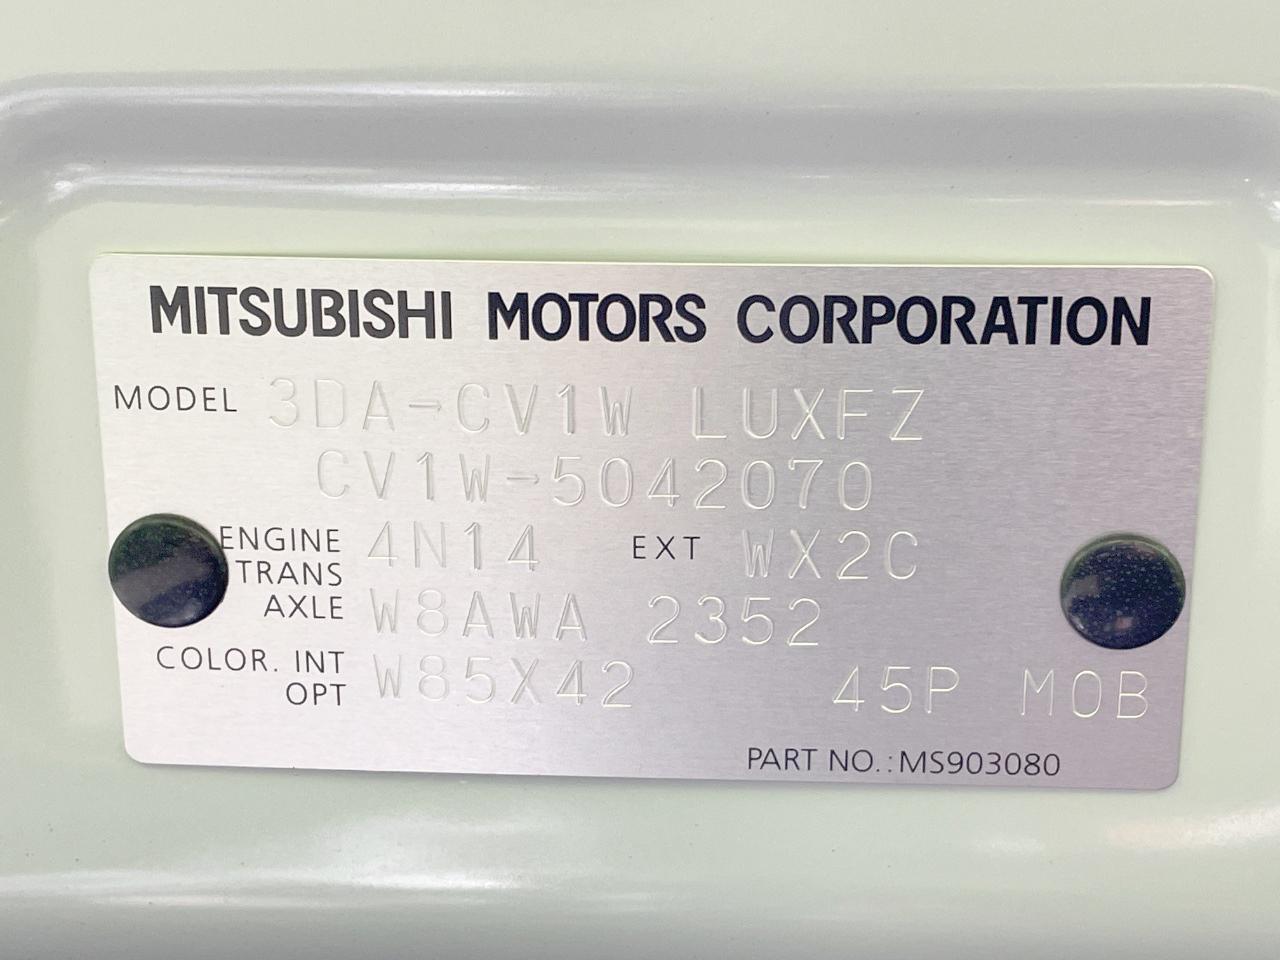 MITSUBISHI MOTORS CORPORATION
MODEL 3DA-CV1W LUXFZ
CV1W-5042070
ENGINE 4N14 EXT WX2C
TRANS
AXLE W8AWA 2352
COLOR. INT W85X42 45P M0B
OPT
PART NO.:MS903080